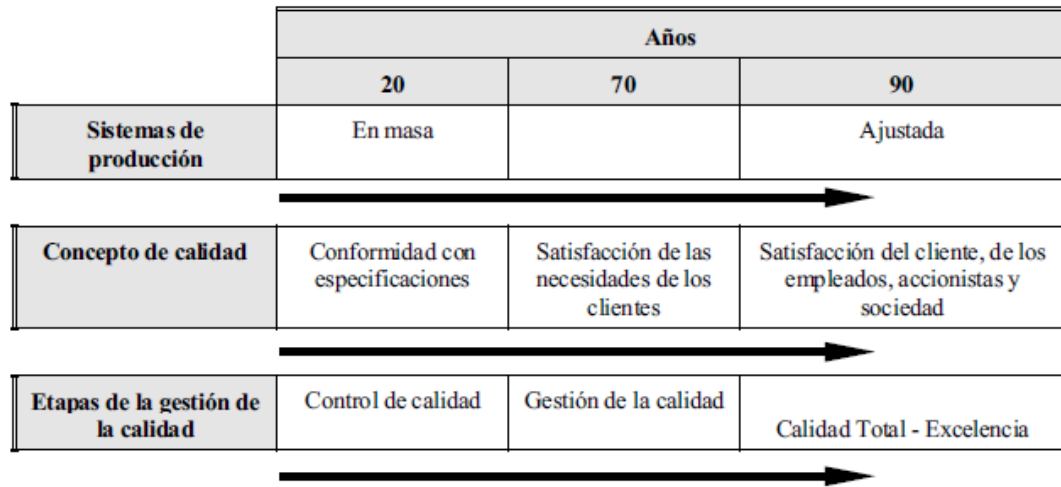 Años
20 70 90
Sistemas de producción
En masa
Ajustada
Concepto de calidad
Conformidad con
especificaciones
Satisfacción de las
necesidades de los
clientes
Satisfacción del cliente, de los
empleados, accionistas y
sociedad
Etapas de la gestión de
la calidad
Control de calidad
Gestión de la calidad
Calidad Total - Excelencia